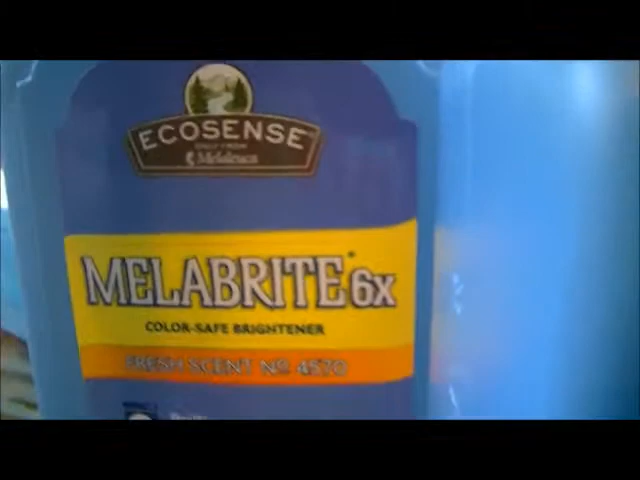 ECOSENSE
ONLY FROM
Melaleuca
MELABRITE 6x
COLOR-SAFE BRIGHTENER
FRESH SCENT Nº. 4570